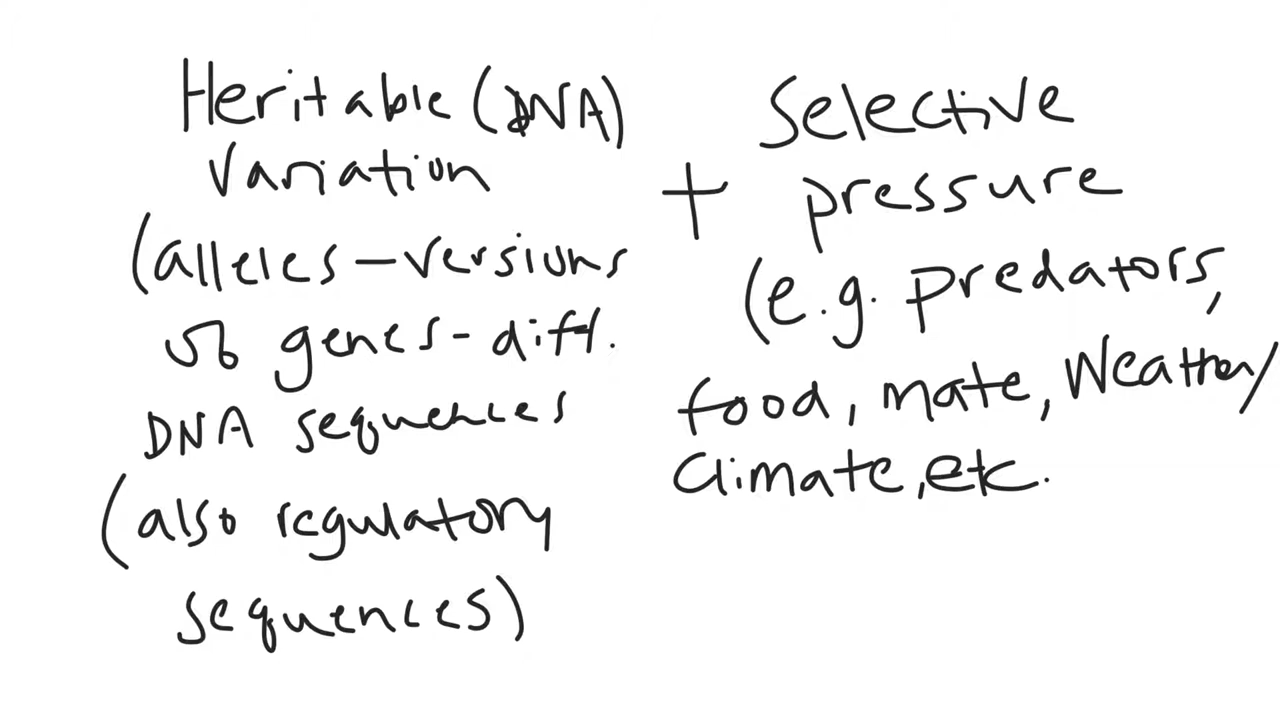 Heritable (DNA)
Variation
(alleles - versions
of genes - diff.
DNA sequences
(also regulatory
sequences)
+
Selective
pressure
(e.g. predators,
food, mate, Weather/
Climate, etc.